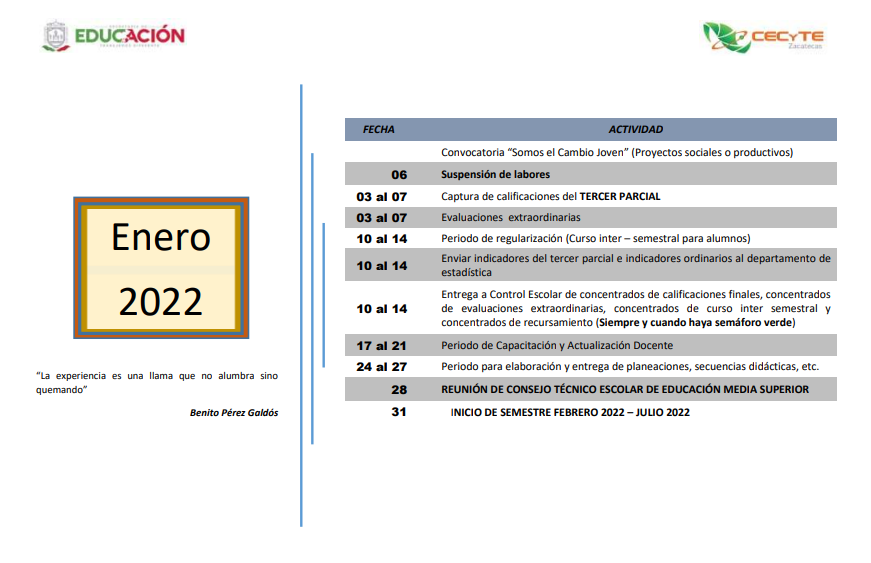 EDUCACIÓN
CECyTE
Zacatecas
Enero
2022
“La experiencia es una llama que no alumbra sino
quemando”
Benito Pérez Galdós
FECHA ACTIVIDAD
Convocatoria “Somos el Cambio Joven” (Proyectos sociales o productivos)
06 Suspensión de labores
03 al 07 Captura de calificaciones del TERCER PARCIAL
03 al 07 Evaluaciones extraordinarias
10 al 14 Periodo de regularización (Curso inter – semestral para alumnos)
10 al 14 Enviar indicadores del tercer parcial e indicadores ordinarios al departamento de
estadística
10 al 14 Entrega a Control Escolar de concentrados de calificaciones finales, concentrados
de evaluaciones extraordinarias, concentrados de curso inter semestral y
concentrados de recursamiento (Siempre y cuando haya semáforo verde)
17 al 21 Periodo de Capacitación y Actualización Docente
24 al 27 Periodo para elaboración y entrega de planeaciones, secuencias didácticas, etc.
28 REUNIÓN DE CONSEJO TÉCNICO ESCOLAR DE EDUCACIÓN MEDIA SUPERIOR
31 INICIO DE SEMESTRE FEBRERO 2022 – JULIO 2022